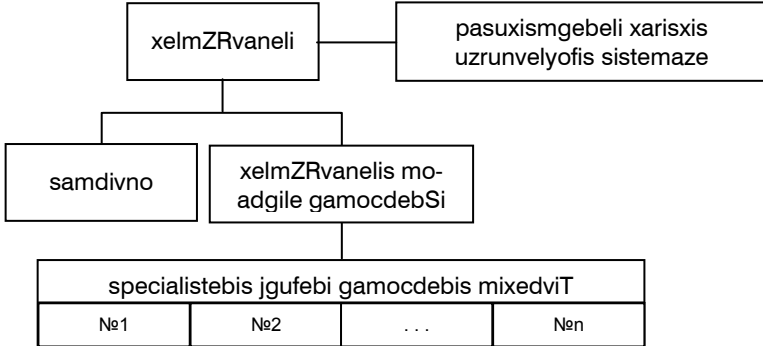 xelmZRvaneli
pasuxismgebeli xarisxis
uzrunvelyofis sistemaze
samdivno
xelmZRvanelis mo-
adgile gamocdebSi
specialistebis jgufebi gamocdebis mixedviT
№1 №2 . . . №n